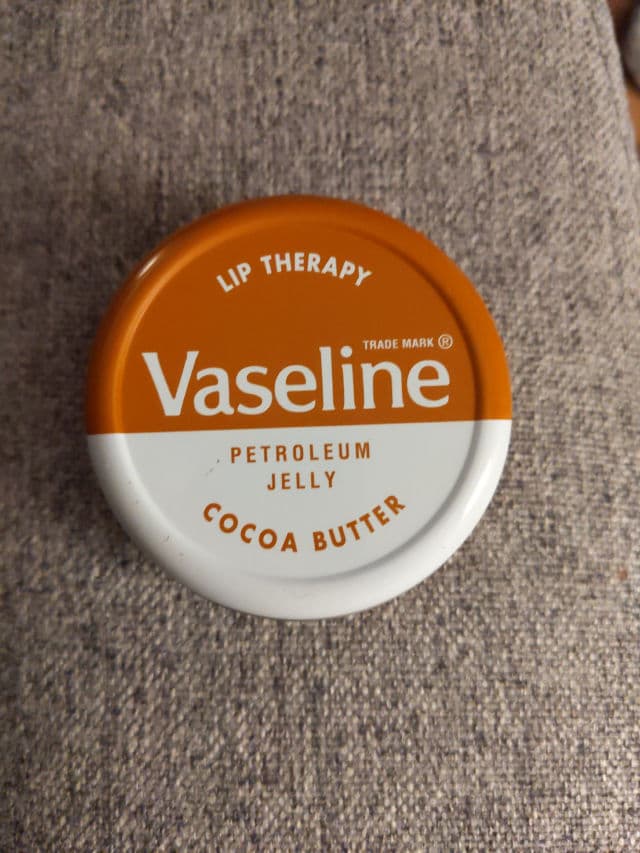 LIP THERAPY
TRADE MARK ®
Vaseline
PETROLEUM
JELLY
COCOA BUTTER